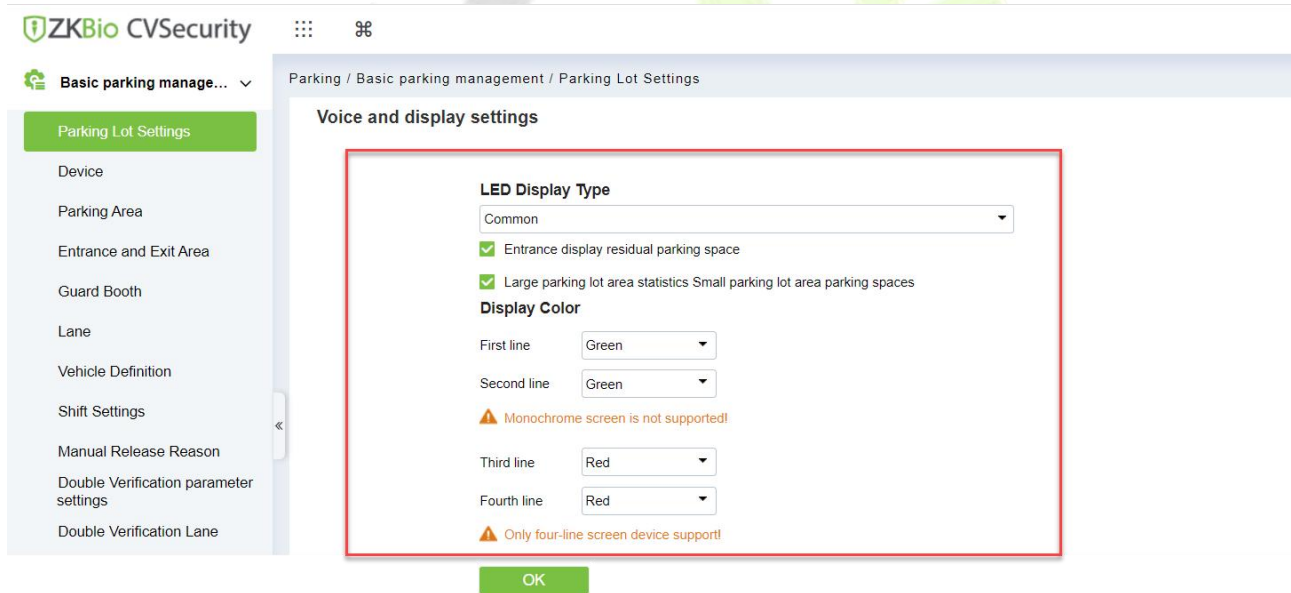 ZKBio CVSecurity
Basic parking manage...
Parking / Basic parking management / Parking Lot Settings
Parking Lot Settings
Device
Parking Area
Entrance and Exit Area
Guard Booth
Lane
Vehicle Definition
Shift Settings
Manual Release Reason
Double Verification parameter
settings
Double Verification Lane
Voice and display settings
LED Display Type
Common
Entrance display residual parking space
Large parking lot area statistics Small parking lot area parking spaces
Display Color
First line Green
Second line Green
Monochrome screen is not supported!
Third line Red
Fourth line Red
Only four-line screen device support!
OK